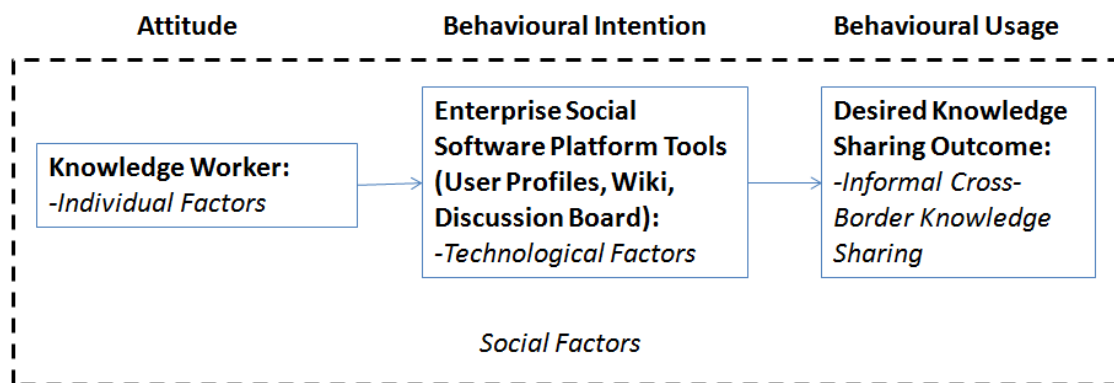 Attitude
Behavioural Intention
Behavioural Usage
Knowledge Worker:
-Individual Factors
Enterprise Social
Software Platform Tools
(User Profiles, Wiki,
Discussion Board):
-Technological Factors
Desired Knowledge
Sharing Outcome:
-Informal Cross-
Border Knowledge
Sharing
Social Factors